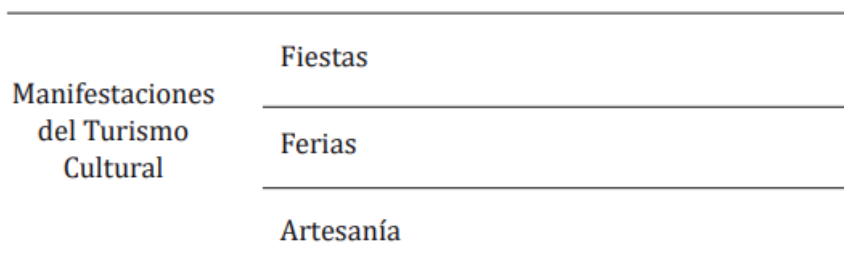 Manifestaciones
del Turismo
Cultural
Fiestas
Ferias
Artesanía